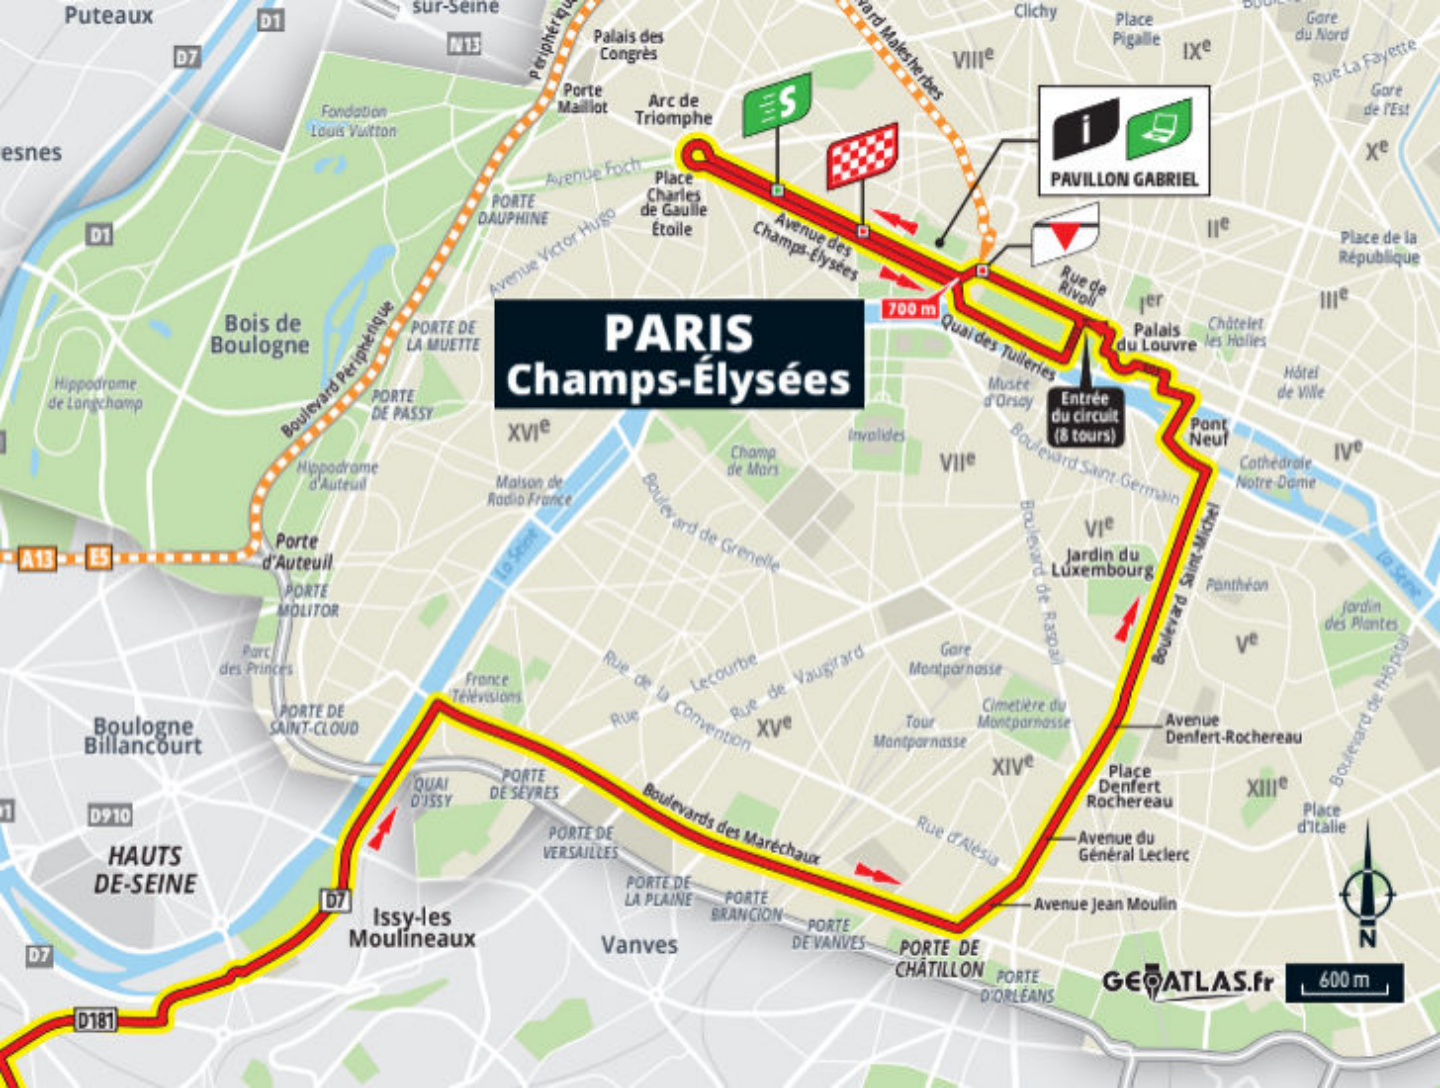 Puteaux
D1
sur-Seine
N13
D7
Périphérique
Palais des
Congrès
Porte
Maillot
Clichy
Place
Pigalle
VIIIe
IXe
Gare
du Nord
Rue La Fayette
Gare
de l'Est
Xe
Boulevard Malesherbes
Fondation
Louis Vuitton
esnes
Arc de
Triomphe
S
i
PAVILLON GABRIEL
Avenue Foch
Place
Charles
de Gaulle
Étoile
PORTE
DAUPHINE
Avenue Victor Hugo
Avenue des
Champs-Élysées
D1
IIe
Place de la
République
IIIe
Rue de
Rivoli
Ier
700 m
Palais
du Louvre
Châtelet
les Halles
Bois de
Boulogne
PORTE DE
LA MUETTE
PARIS
Champs-Élysées
Quai des Tuileries
Musée
d'Orsay
Hôtel
de Ville
Hippodrome
de Longchamp
Boulevard Périphérique
PORTE
DE PASSY
Entrée
du circuit
(8 tours)
Pont
Neuf
XVIe
Invalides
Champ
de Mars
VIIe
Boulevard Saint-Germain
IVe
Cathédrale
Notre-Dame
Hippodrome
d'Auteuil
Maison de
Radio France
Boulevard de Grenelle
La Seine
VIe
Jardin du
Luxembourg
Boulevard Saint-Michel
Panthéon
La Seine
A13
E5
Porte
d'Auteuil
PORTE
MOLITOR
Boulevard de Raspail
Jardin
des Plantes
Ve
Parc
des Princes
France
Télévisions
Rue Lecourbe
Rue de Vaugirard
Rue de la Convention
Gare
Montparnasse
Cimetière du
Montparnasse
Tour
Montparnasse
XVe
Boulevard de l'Hôpital
PORTE DE
SAINT-CLOUD
Boulogne
Billancourt
Avenue
Denfert-Rochereau
XIVe
Place
Denfert
Rochereau
XIIIe
Place
d'Italie
QUAI
D'ISSY
PORTE
DE SÈVRES
D910
Boulevards des Maréchaux
Rue d'Alésia
PORTE DE
VERSAILLES
Avenue du
Général Leclerc
HAUTS
DE-SEINE
D7
PORTE DE
LA PLAINE
PORTE
BRANCION
Avenue Jean Moulin
Issy-les
Moulineaux
Vanves
PORTE
DE VANVES
PORTE DE
CHÂTILLON
PORTE
D'ORLÉANS
N
D7
GEOATLAS.fr
600 m
D181